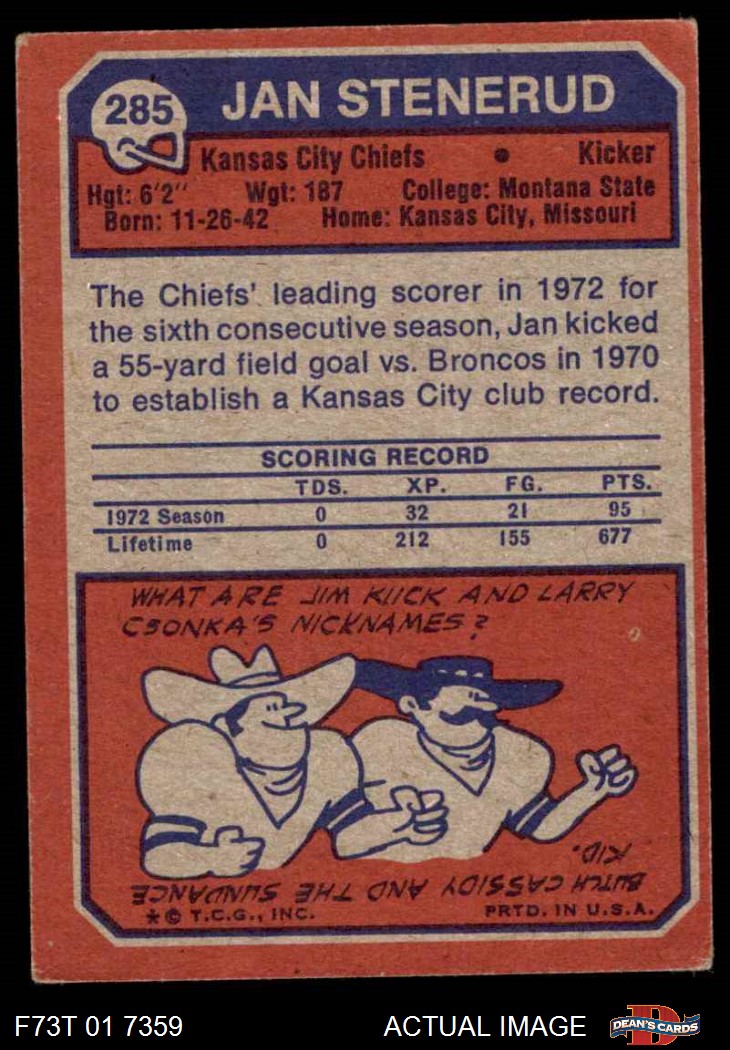 285 JAN STENERUD
Kansas City Chiefs • Kicker
Hgt: 6'2" Wgt: 187 College: Montana State
Born: 11-26-42 Home: Kansas City, Missouri
The Chiefs' leading scorer in 1972 for
the sixth consecutive season, Jan kicked
a 55-yard field goal vs. Broncos in 1970
to establish a Kansas City club record.
SCORING RECORD
TDS. XP. FG. PTS.
1972 Season 0 32 21 95
Lifetime 0 212 155 677
WHAT ARE JIM KIICK AND LARRY
CSONKA'S NICKNAMES?
BUTCH CASSIDY AND THE SUNDANCE
KID.
* © T.C.G., INC. PRTD. IN U.S.A.
F73T 01 7359 ACTUAL IMAGE D DEAN'S CARDS